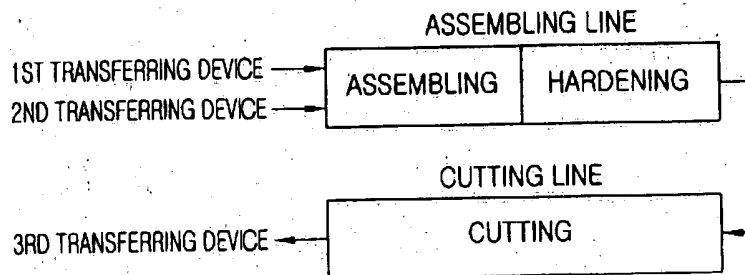 ASSEMBLING LINE
1ST TRANSFERRING DEVICE
ASSEMBLING
HARDENING
2ND TRANSFERRING DEVICE
CUTTING LINE
3RD TRANSFERRING DEVICE
CUTTING